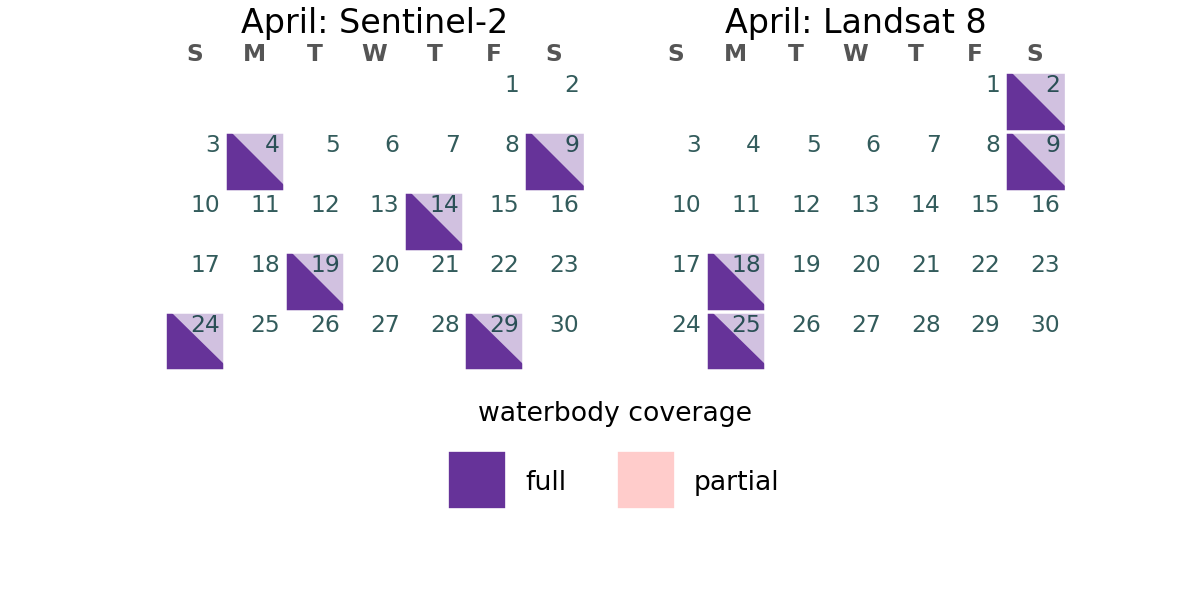 April: Sentinel-2
S M T W T F S
1 2
3 4 5 6 7 8 9
10 11 12 13 14 15 16
17 18 19 20 21 22 23
24 25 26 27 28 29 30
April: Landsat 8
S M T W T F S
1 2
3 4 5 6 7 8 9
10 11 12 13 14 15 16
17 18 19 20 21 22 23
24 25 26 27 28 29 30
waterbody coverage
full partial